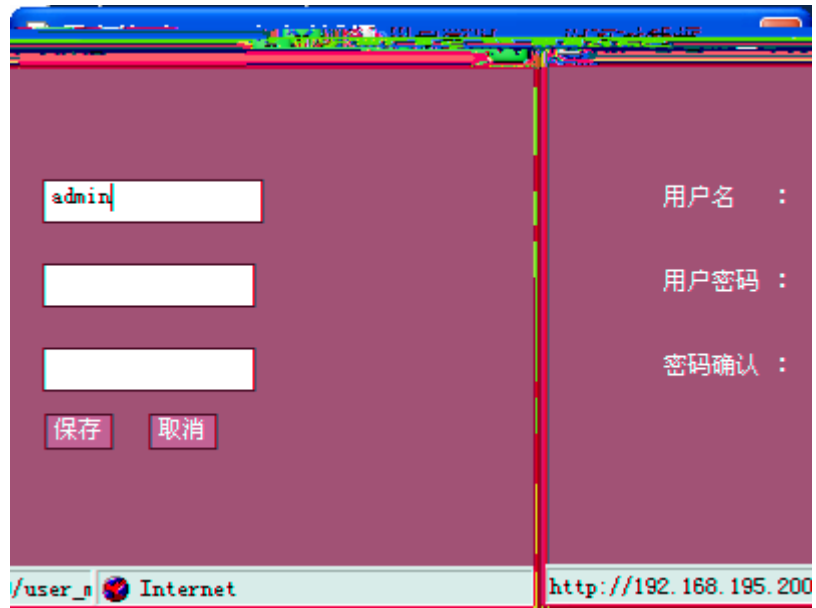 admin
用户名 ：
用户密码 ：
密码确认 ：
保存 取消
/user_m Internet
http://192.168.195.200